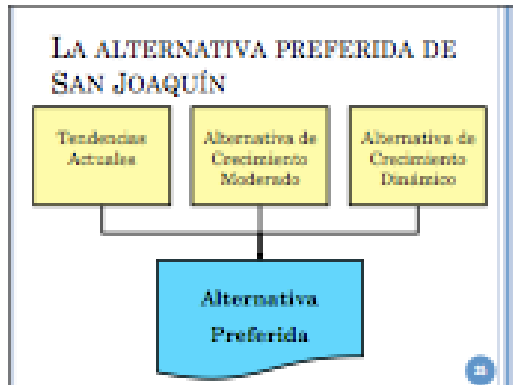 LA ALTERNATIVA PREFERIDA DE
SAN JOAQUÍN
Tendencias
Actuales
Alternativa de
Crecimiento
Moderado
Alternativa de
Crecimiento
Dinámico
Alternativa
Preferida